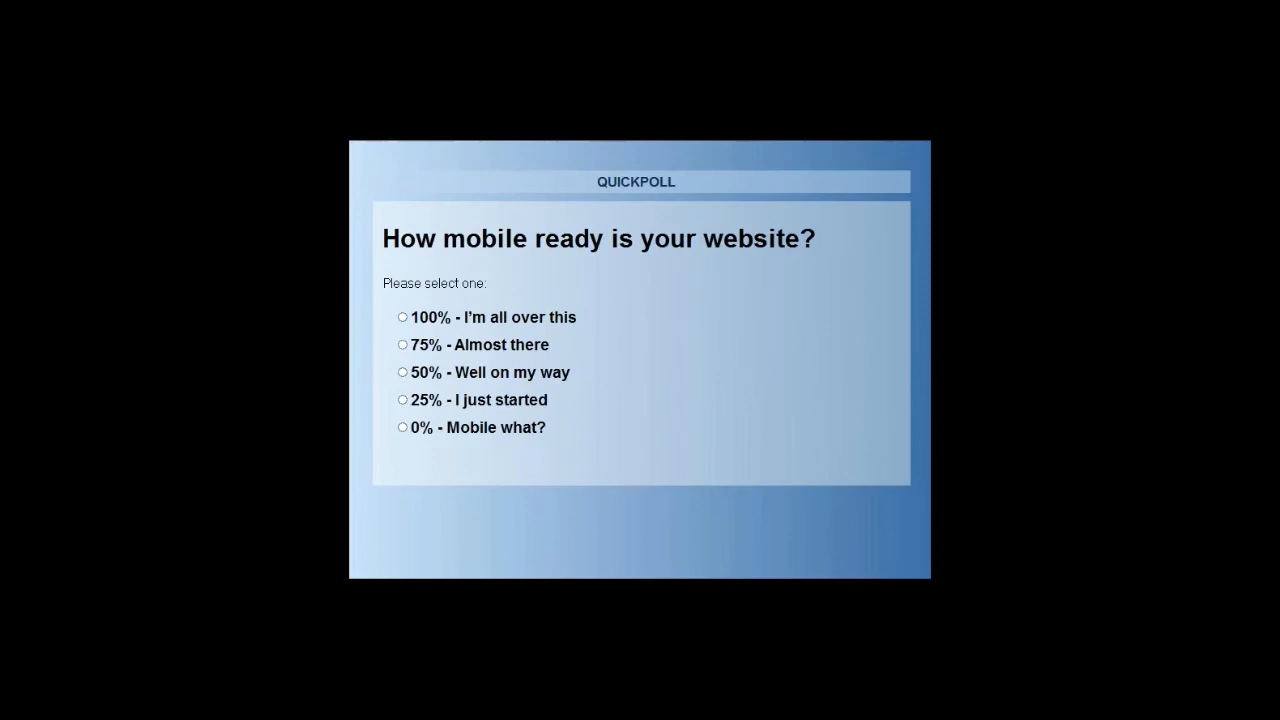 QUICKPOLL
How mobile ready is your website?
Please select one:
100% - I'm all over this
75% - Almost there
50% - Well on my way
25% - I just started
0% - Mobile what?